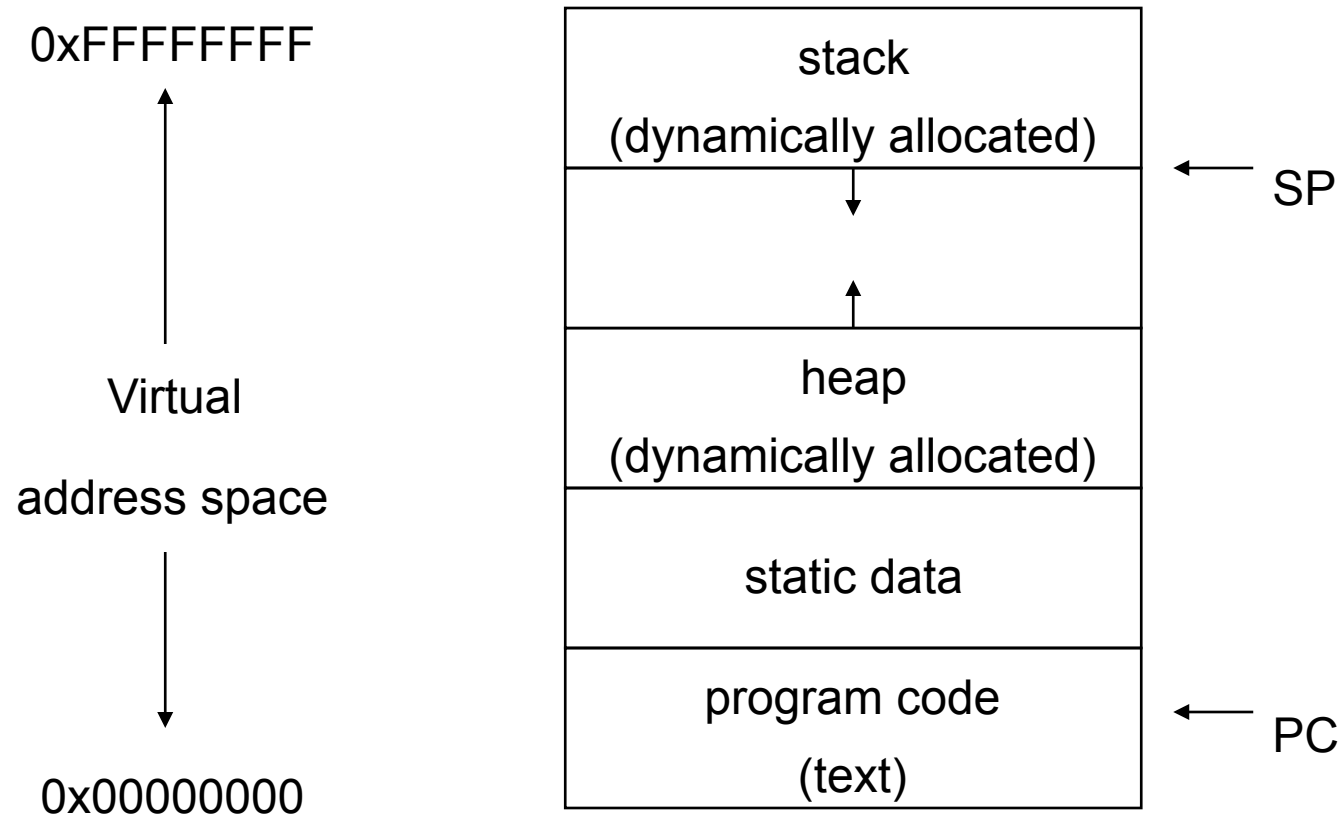 0xFFFFFFFF
Virtual
address space
0x00000000
stack
(dynamically allocated)
heap
(dynamically allocated)
static data
program code
(text)
SP
PC